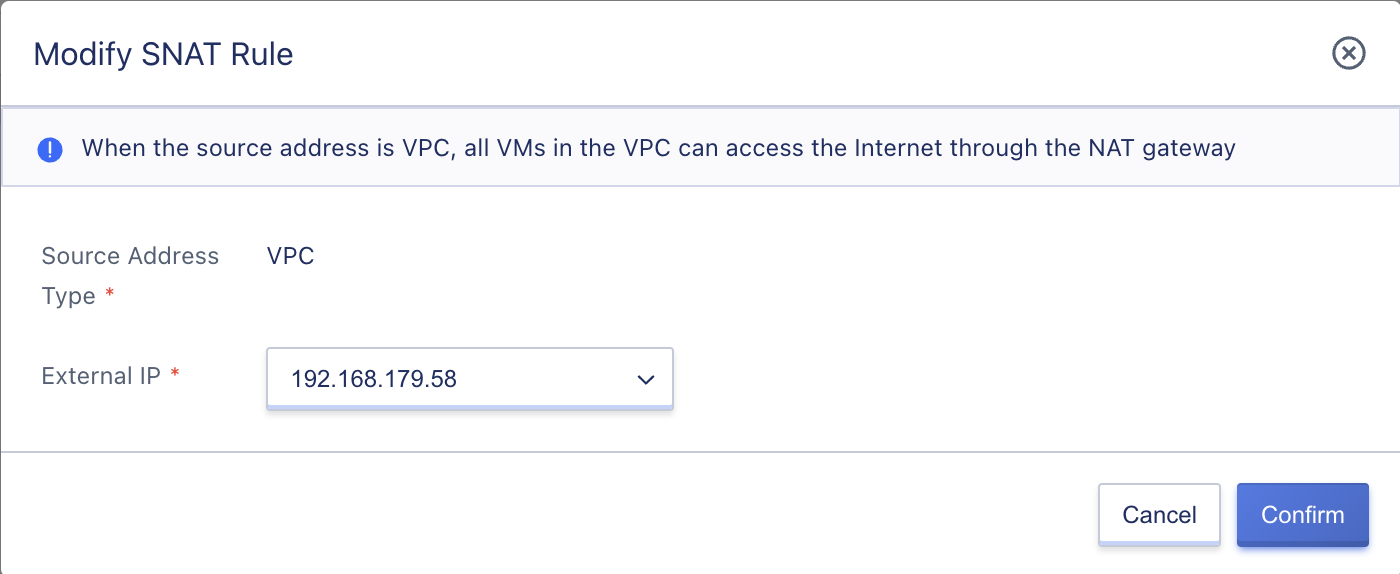 Modify SNAT Rule
When the source address is VPC, all VMs in the VPC can access the Internet through the NAT gateway
Source Address
Type *
VPC
External IP *
192.168.179.58
Cancel
Confirm